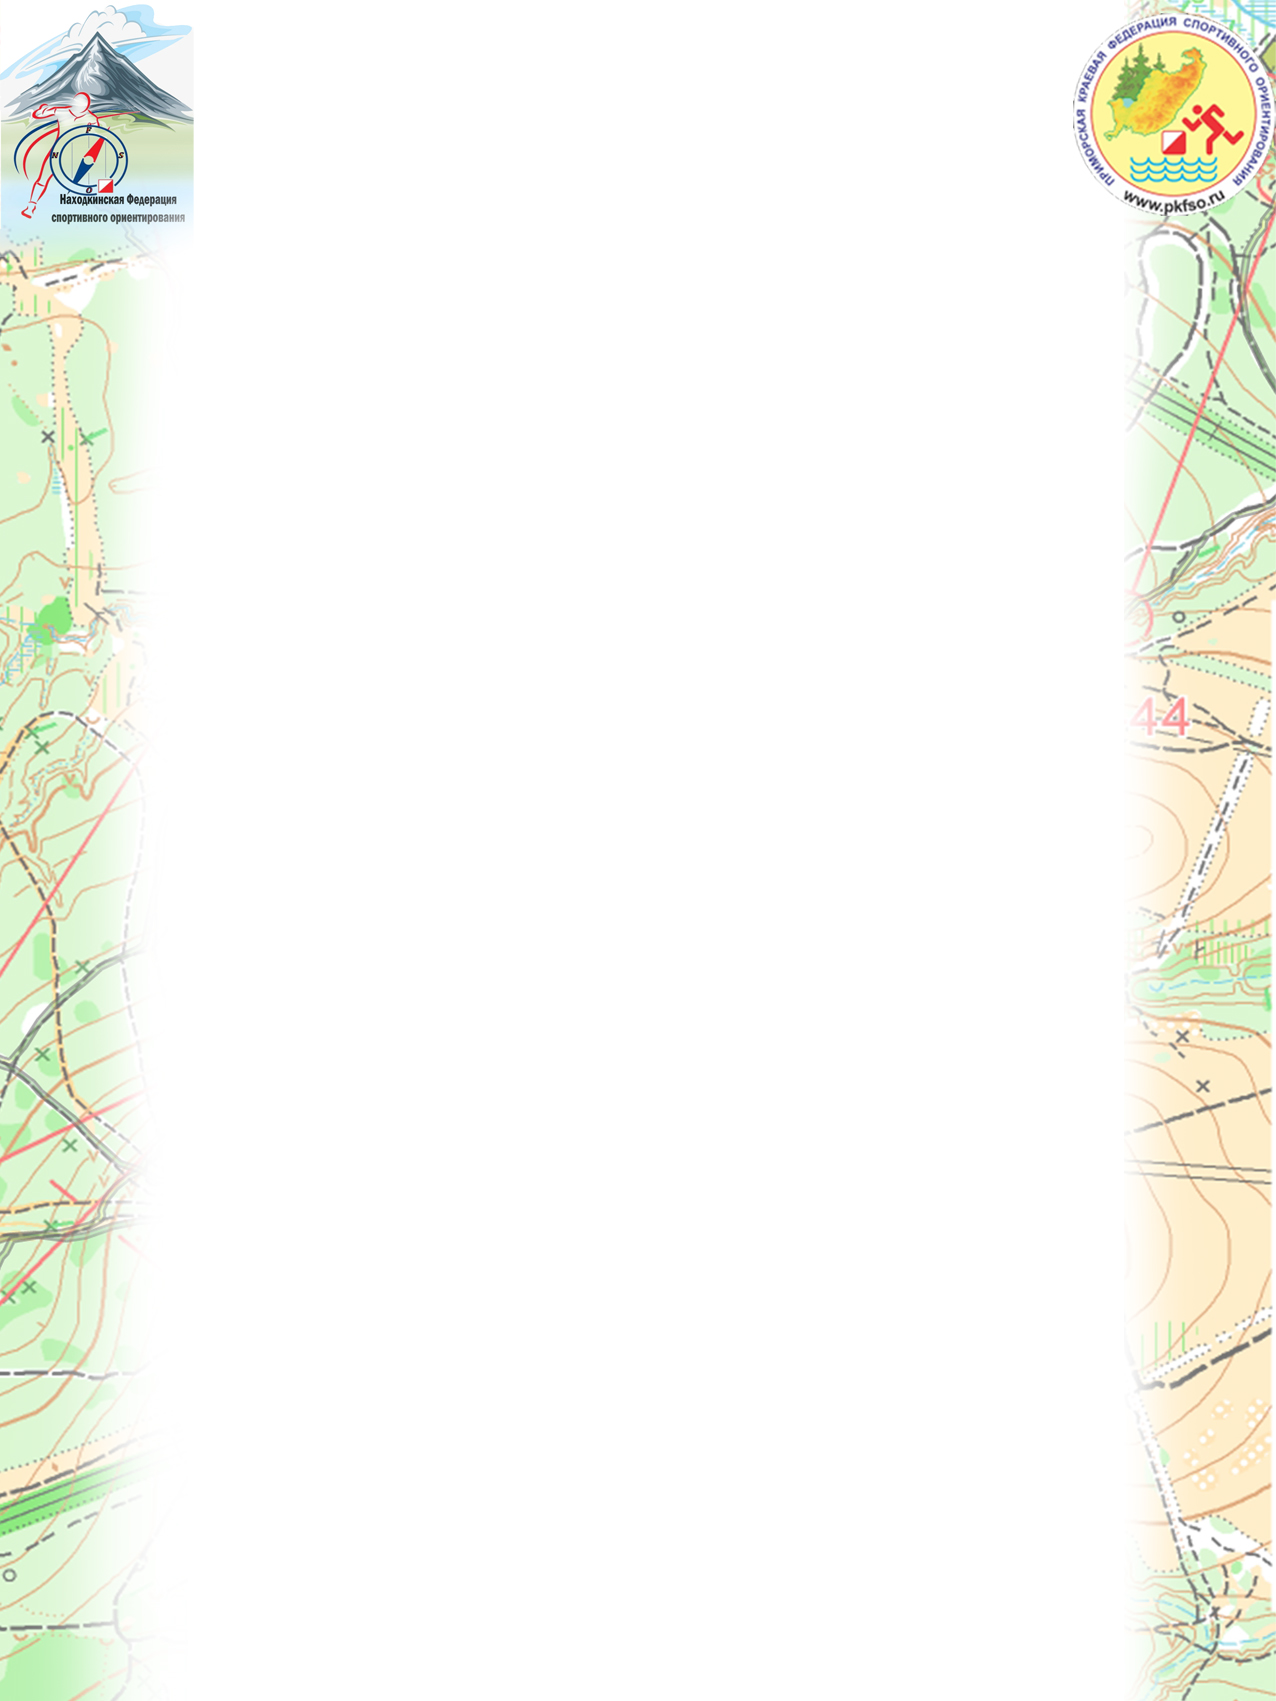 P
N
S
O
Находкинская Федерация
спортивного ориентирования
ПРИМОРСКАЯ КРАЕВАЯ ФЕДЕРАЦИЯ СПОРТИВНОГО ОРИЕНТИРОВАНИЯ
www.pkfso.ru
44